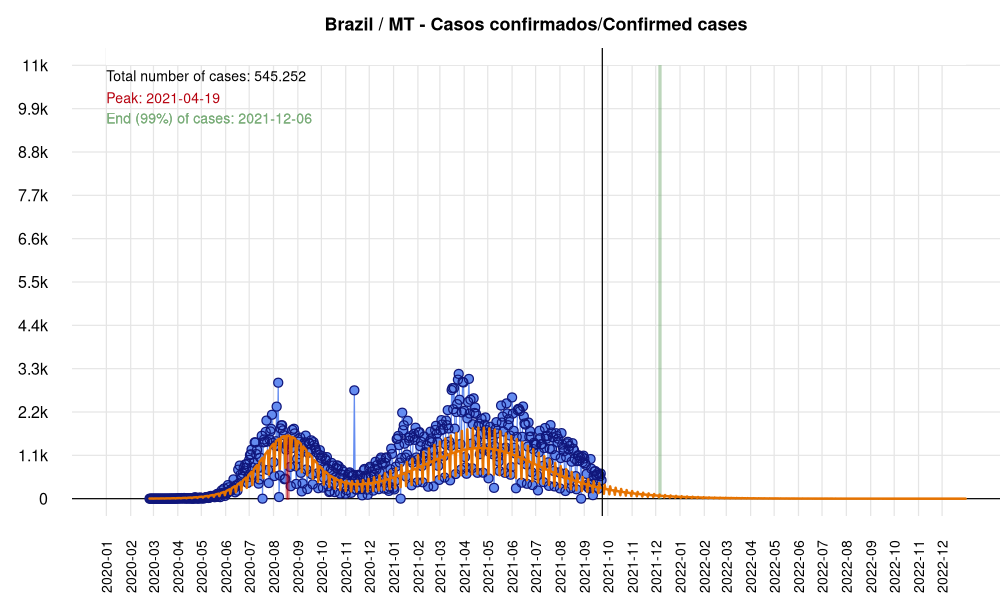 Brazil / MT - Casos confirmados/Confirmed cases
Total number of cases: 545.252
Peak: 2021-04-19
End (99%) of cases: 2021-12-06
11k
9.9k
8.8k
7.7k
6.6k
5.5k
4.4k
3.3k
2.2k
1.1k
0
2020-01
2020-02
2020-03
2020-04
2020-05
2020-06
2020-07
2020-08
2020-09
2020-10
2020-11
2020-12
2021-01
2021-02
2021-03
2021-04
2021-05
2021-06
2021-07
2021-08
2021-09
2021-10
2021-11
2021-12
2022-01
2022-02
2022-03
2022-04
2022-05
2022-06
2022-07
2022-08
2022-09
2022-10
2022-11
2022-12